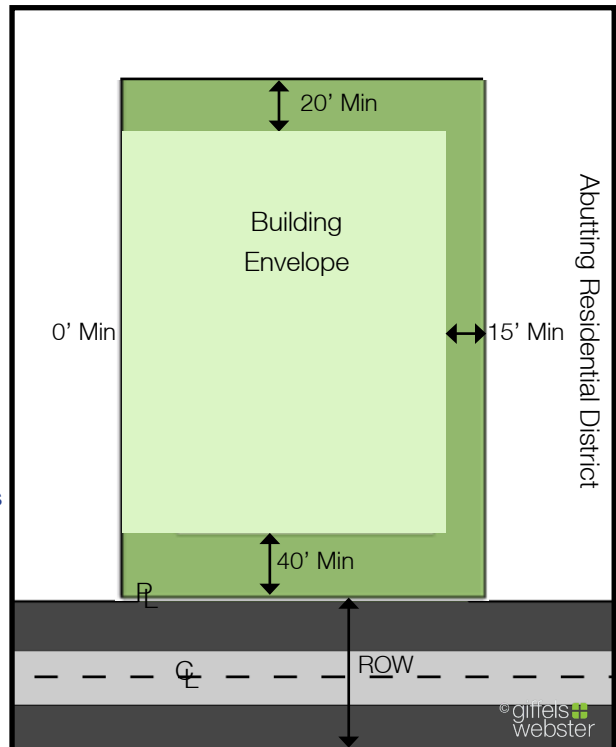 20’ Min
Building
Envelope
Abutting Residential District
0’ Min
15’ Min
s
40’ Min
PL
CL
ROW
© giffels
webster